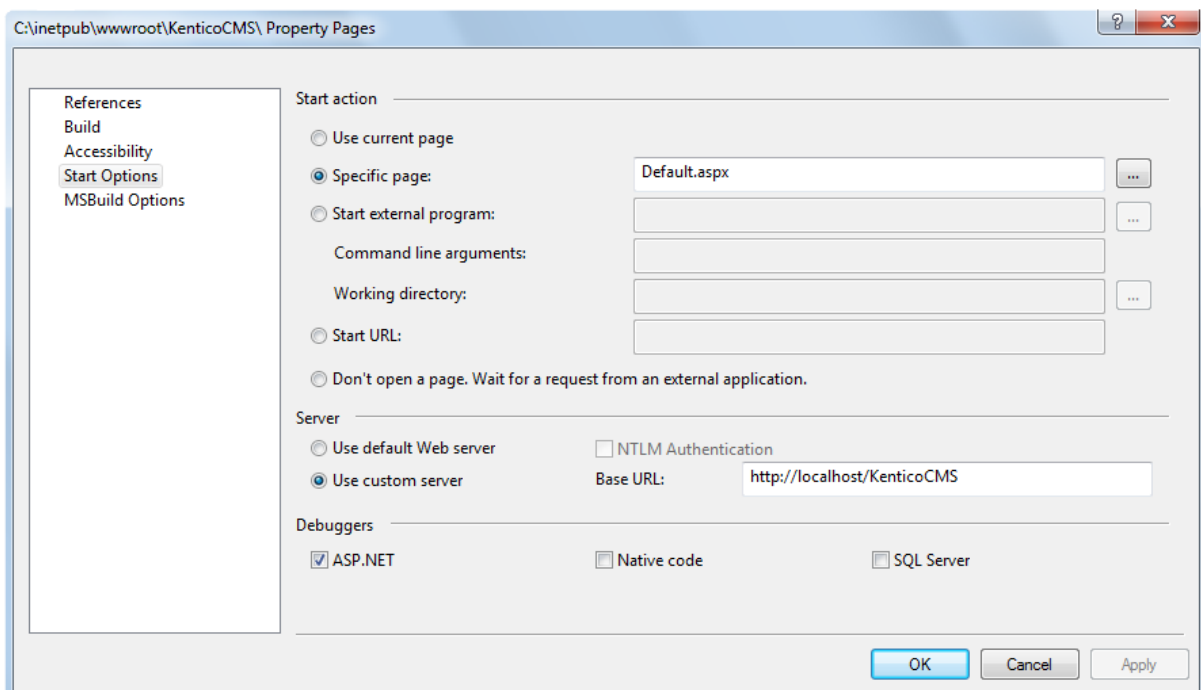 C:\inetpub\wwwroot\KenticoCMS\ Property Pages
?
References
Build
Accessibility
Start Options
MSBuild Options
Start action
Use current page
Specific page: Default.aspx ...
Start external program: ...
Command line arguments:
Working directory: ...
Start URL:
Don't open a page. Wait for a request from an external application.
Server
Use default Web server NTLM Authentication
Use custom server Base URL: http://localhost/KenticoCMS
Debuggers
ASP.NET Native code SQL Server
OK Cancel Apply